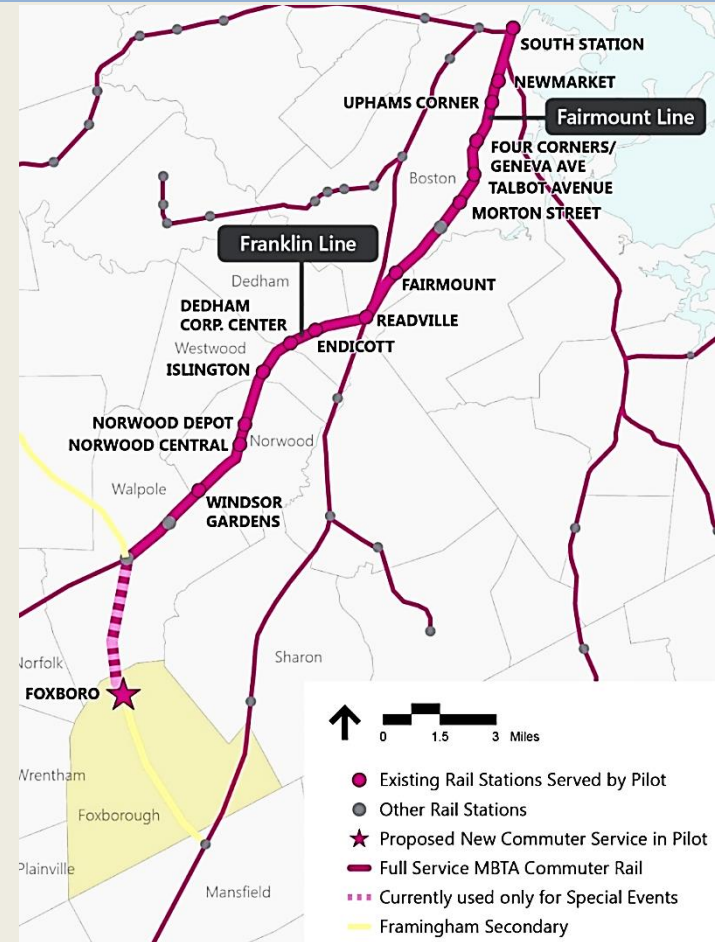 SOUTH STATION
NEWMARKET
UPHAMS CORNER
Fairmount Line
FOUR CORNERS/
GENEVA AVE
Boston
TALBOT AVENUE
MORTON STREET
Franklin Line
Dedham
FAIRMOUNT
DEDHAM
CORP. CENTER
READVILLE
Westwood
ENDICOTT
ISLINGTON
NORWOOD DEPOT
NORWOOD CENTRAL
Norwood
Walpole
WINDSOR
GARDENS
Sharon
Norfolk
FOXBORO
Wrentham
Foxborough
Plainville
Mansfield
0 1.5 3 Miles
Existing Rail Stations Served by Pilot
Other Rail Stations
Proposed New Commuter Service in Pilot
Full Service MBTA Commuter Rail
Currently used only for Special Events
Framingham Secondary